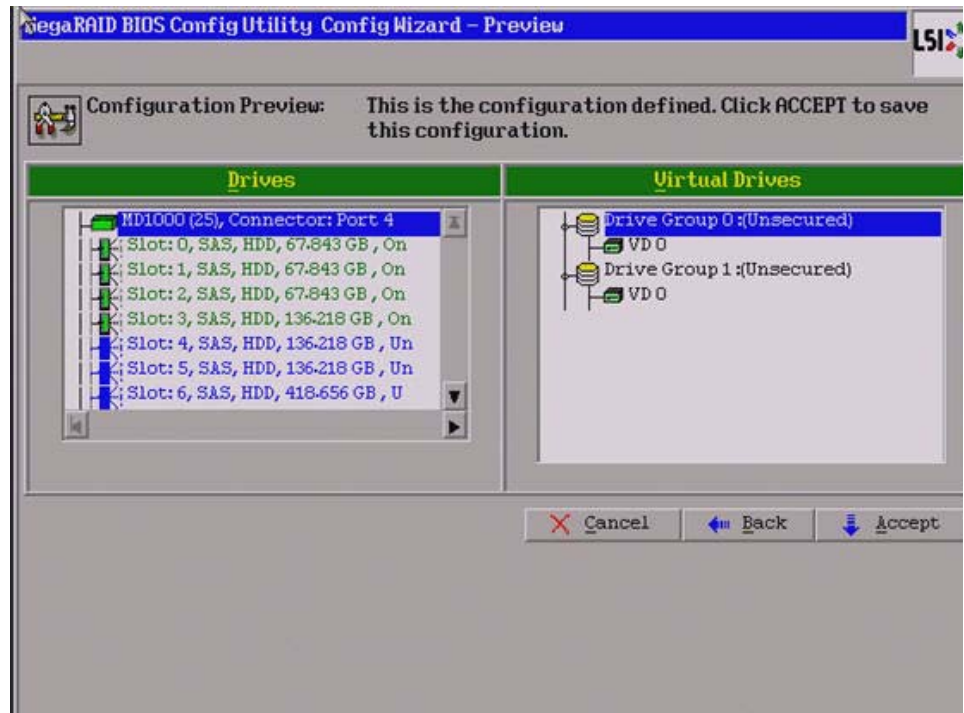 MegaRAID BIOS Config Utility Config Wizard - Preview
LSI
Configuration Preview: This is the configuration defined. Click ACCEPT to save
this configuration.
Drives
MD1000 (25), Connector: Port 4
Slot: 0, SAS, HDD, 67.843 GB, On
Slot: 1, SAS, HDD, 67.843 GB, On
Slot: 2, SAS, HDD, 67.843 GB, On
Slot: 3, SAS, HDD, 136.218 GB, On
Slot: 4, SAS, HDD, 136.218 GB, Un
Slot: 5, SAS, HDD, 136.218 GB, Un
Slot: 6, SAS, HDD, 418.656 GB, U
Virtual Drives
Drive Group 0 :(Unsecured)
VD 0
Drive Group 1 :(Unsecured)
VD 0
Cancel
Back
Accept